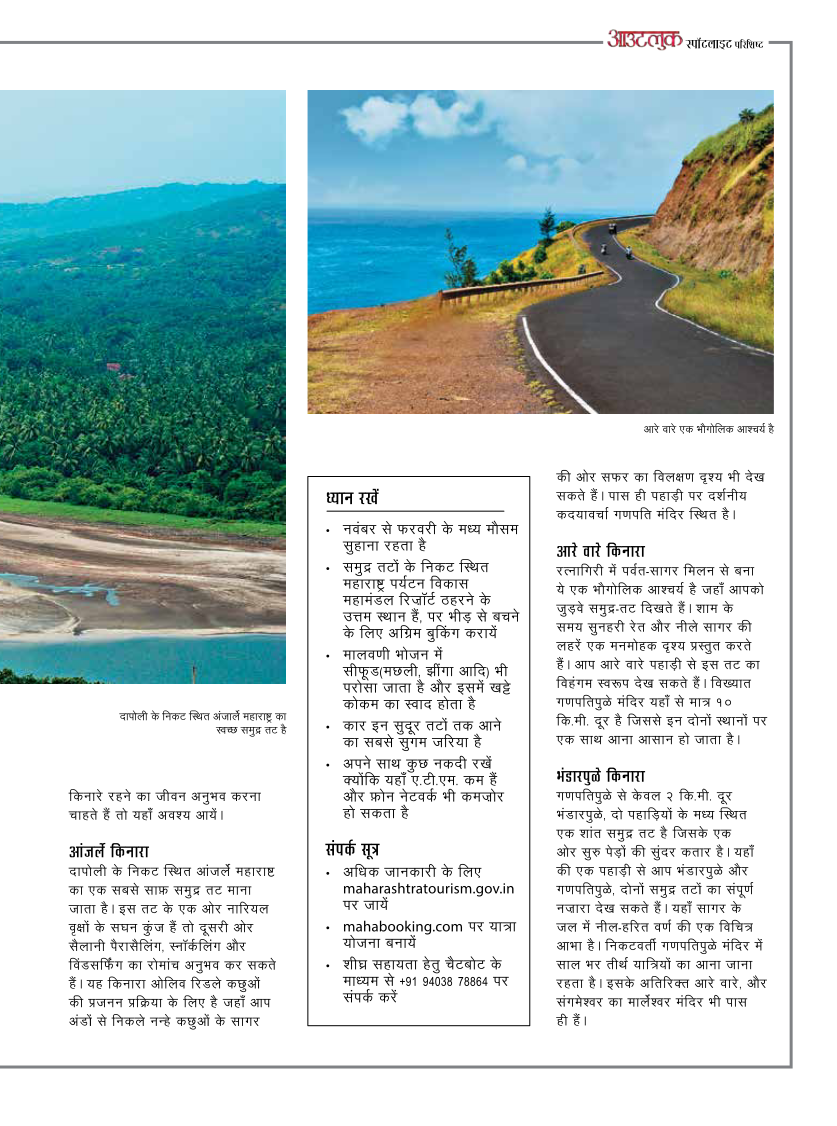 आउटलुक स्पॉटलाइट परिशिष्ट
आरे वारे एक भौगोलिक आश्चर्य है
दापोली के निकट स्थित अंजार्ले महाराष्ट्र का
स्वच्छ समुद्र तट है
किनारे रहने का जीवन अनुभव करना
चाहते हैं तो यहाँ अवश्य आयें।
आंजर्ले किनारा
दापोली के निकट स्थित आंजर्ले महाराष्ट
का एक सबसे साफ़ समुद्र तट माना
जाता है। इस तट के एक ओर नारियल
वृक्षों के सघन कुंज हैं तो दूसरी ओर
सैलानी पैरासैलिंग, स्नॉर्कलिंग और
विंडसर्फिंग का रोमांच अनुभव कर सकते
हैं। यह किनारा ओलिव रिडले कछुओं
की प्रजनन प्रक्रिया के लिए है जहाँ आप
अंडों से निकले नन्हे कछुओं के सागर
ध्यान रखें
• नवंबर से फरवरी के मध्य मौसम
सुहाना रहता है
• समुद्र तटों के निकट स्थित
महाराष्ट्र पर्यटन विकास
महामंडल रिजॉर्ट ठहरने के
उत्तम स्थान हैं, पर भीड़ से बचने
के लिए अग्रिम बुकिंग करायें
• मालवणी भोजन में
सीफूड(मछली, झींगा आदि) भी
परोसा जाता है और इसमें खट्टे
कोकम का स्वाद होता है
• कार इन सुदूर तटों तक आने
का सबसे सुगम जरिया है
• अपने साथ कुछ नकदी रखें
क्योंकि यहाँ ए.टी.एम. कम हैं
और फ़ोन नेटवर्क भी कमजोर
हो सकता है
संपर्क सूत्र
• अधिक जानकारी के लिए
maharashtratourism.gov.in
पर जायें
• mahabooking.com पर यात्रा
योजना बनायें
• शीघ्र सहायता हेतु चैटबोट के
माध्यम से +91 94038 78864 पर
संपर्क करें
की ओर सफर का विलक्षण दृश्य भी देख
सकते हैं। पास ही पहाड़ी पर दर्शनीय
कदयावर्चा गणपति मंदिर स्थित है।
आरे वारे किनारा
रत्नागिरी में पर्वत-सागर मिलन से बना
ये एक भौगोलिक आश्चर्य है जहाँ आपको
जुड़वे समुद्र-तट दिखते हैं। शाम के
समय सुनहरी रेत और नीले सागर की
लहरें एक मनमोहक दृश्य प्रस्तुत करते
हैं। आप आरे वारे पहाड़ी से इस तट का
विहंगम स्वरूप देख सकते हैं। विख्यात
गणपतिपुळे मंदिर यहाँ से मात्र १०
कि.मी. दूर है जिससे इन दोनों स्थानों पर
एक साथ आना आसान हो जाता है।
भंडारपुळे किनारा
गणपतिपुळे से केवल २ कि.मी. दूर
भंडारपुळे, दो पहाड़ियों के मध्य स्थित
एक शांत समुद्र तट है जिसके एक
ओर सुरु पेड़ों की सुंदर कतार है। यहाँ
की एक पहाड़ी से आप भंडारपुळे और
गणपतिपुळे, दोनों समुद्र तटों का संपूर्ण
नजारा देख सकते हैं। यहाँ सागर के
जल में नील-हरित वर्ण की एक विचित्र
आभा है। निकटवर्ती गणपतिपुळे मंदिर में
साल भर तीर्थ यात्रियों का आना जाना
रहता है। इसके अतिरिक्त आरे वारे, और
संगमेश्वर का मार्लेश्वर मंदिर भी पास
ही हैं।